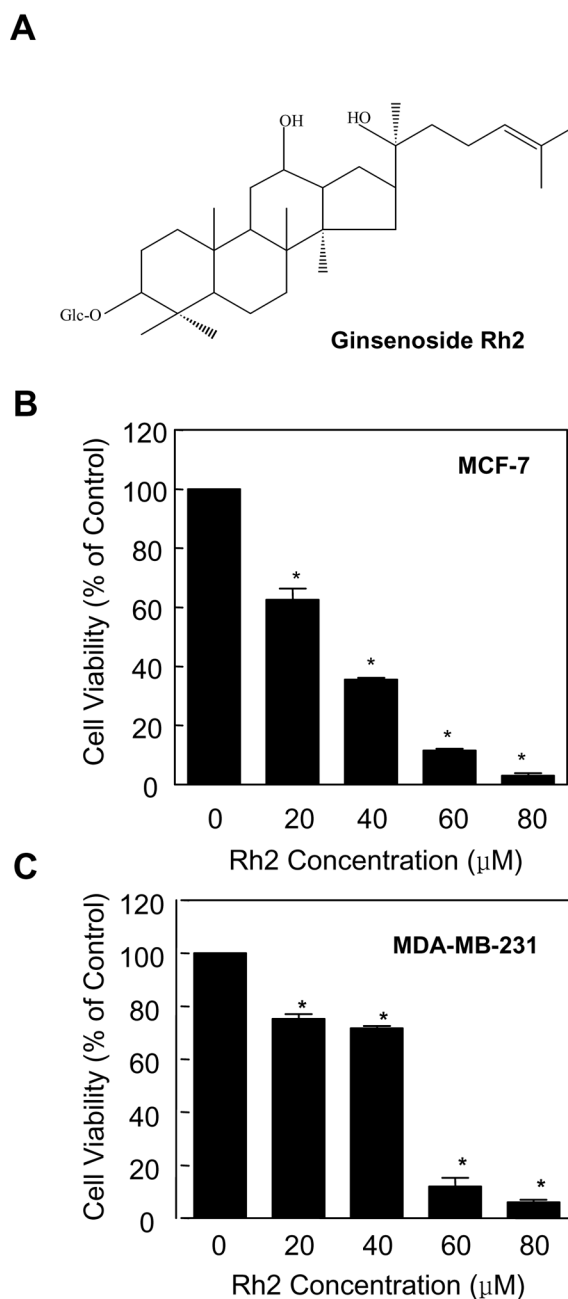 A
OH
HO
Glc-O
Ginsenoside Rh2
B
Cell Viability (% of Control)
120
100
80
60
40
20
0
MCF-7
*
*
*
*
0 20 40 60 80
Rh2 Concentration (μM)
C
Cell Viability (% of Control)
120
100
80
60
40
20
0
MDA-MB-231
*
*
*
*
0 20 40 60 80
Rh2 Concentration (μM)